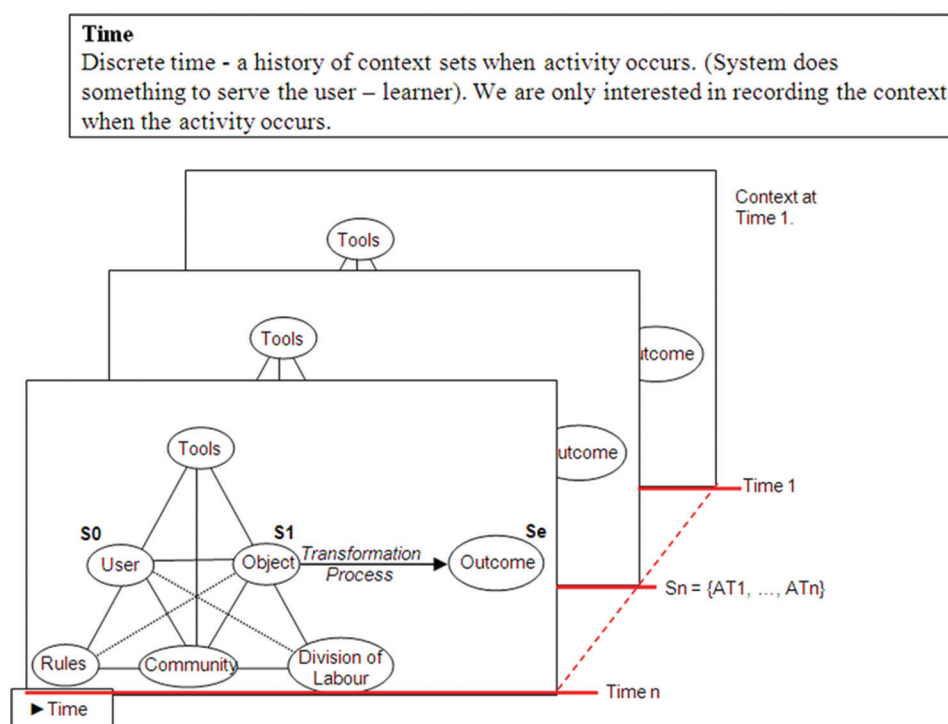 Time
Discrete time - a history of context sets when activity occurs. (System does
something to serve the user – learner). We are only interested in recording the context
when the activity occurs.
Context at
Time 1.
Tools
Tools
utcome
utcome
Tools
S0
S1
Se
User
Object
Transformation
Process
Outcome
Time 1
Sn = {AT1, ..., ATn}
Rules
Community
Division of
Labour
Time n
►Time